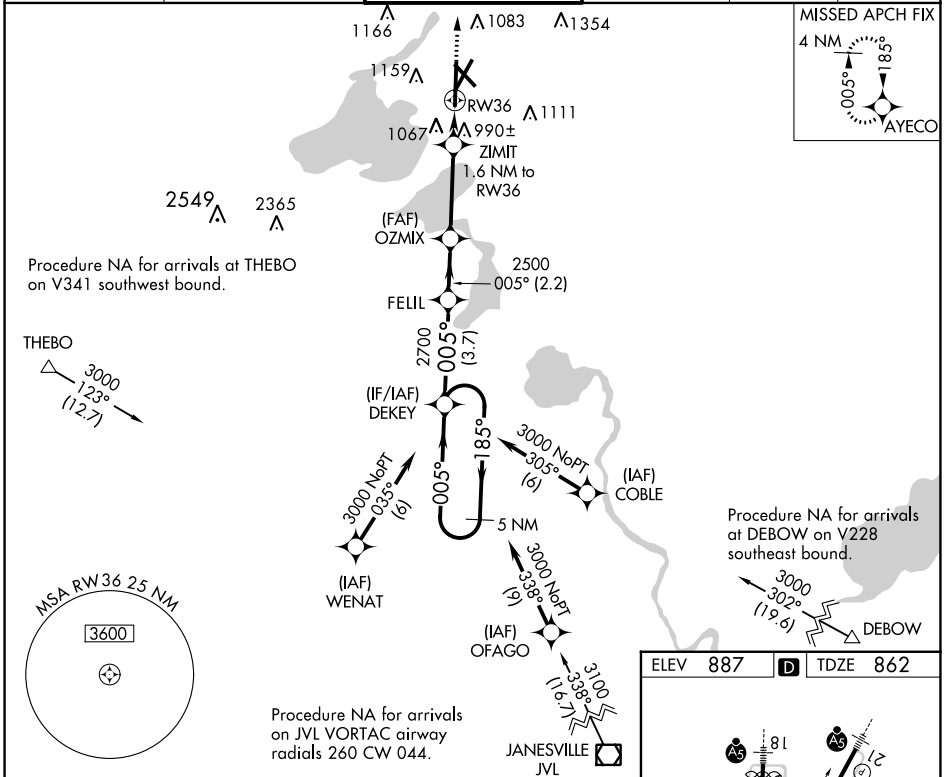 MISSED APCH FIX
4 NM
005°
185°
AYECO
1166
1083
1354
1159
RW36
1111
1067
990±
ZIMIT
1.6 NM to
RW36
2549
2365
(FAF)
OZMIX
Procedure NA for arrivals at THEBO
on V341 southwest bound.
2500
005° (2.2)
FELIL
THEBO
3000
123°
(12.7)
2700
005°
(3.7)
(IF/IAF)
DEKEY
005°
185°
5 NM
3000 NoPT
305°
(6)
(IAF)
COBLE
3000 NoPT
035°
(6)
(IAF)
WENAT
3000 NoPT
338°
(9)
(IAF)
OFAGO
Procedure NA for arrivals
at DEBOW on V228
southeast bound.
3000
302°
(19.6)
DEBOW
MSA RW36 25 NM
3600
3100
338°
(16.7)
JANESVILLE
JVL
Procedure NA for arrivals
on JVL VORTAC airway
radials 260 CW 044.
ELEV 887
D
TDZE 862
A5
18
A5
21
P